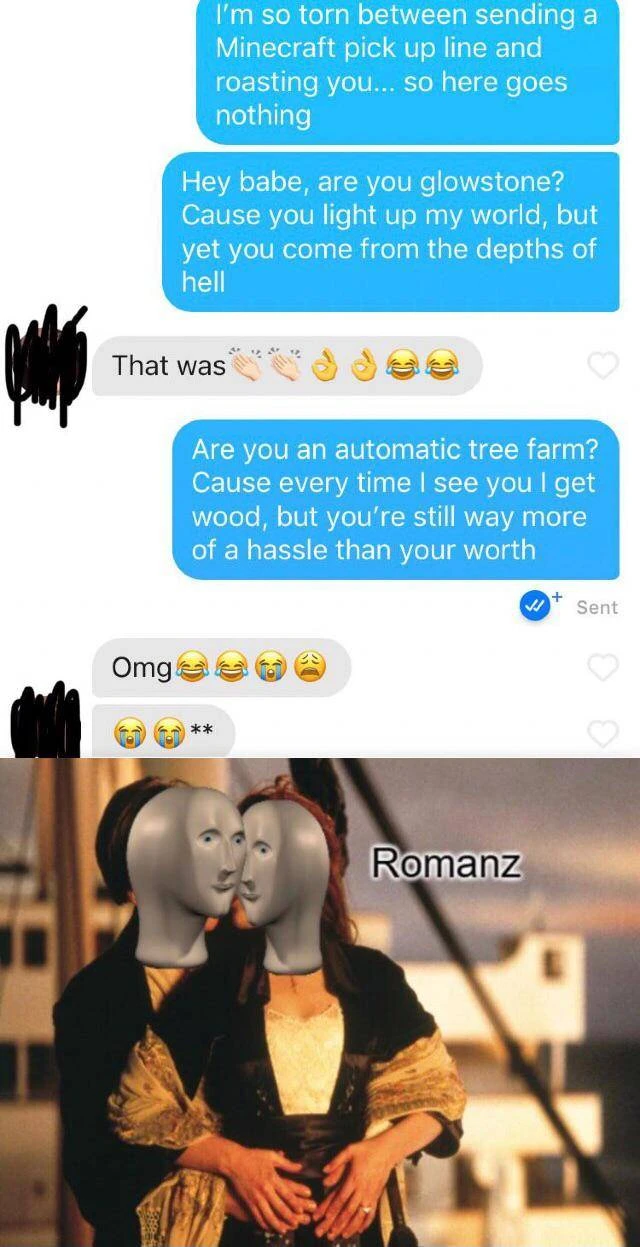 I'm so torn between sending a
Minecraft pick up line and
roasting you... so here goes
nothing
Hey babe, are you glowstone?
Cause you light up my world, but
yet you come from the depths of
hell
That was👏🏻👏🏻👌👌😂😂
Are you an automatic tree farm?
Cause every time I see you I get
wood, but you're still way more
of a hassle than your worth
Sent
Omg😂😂😭😩
😭😭**
Romanz